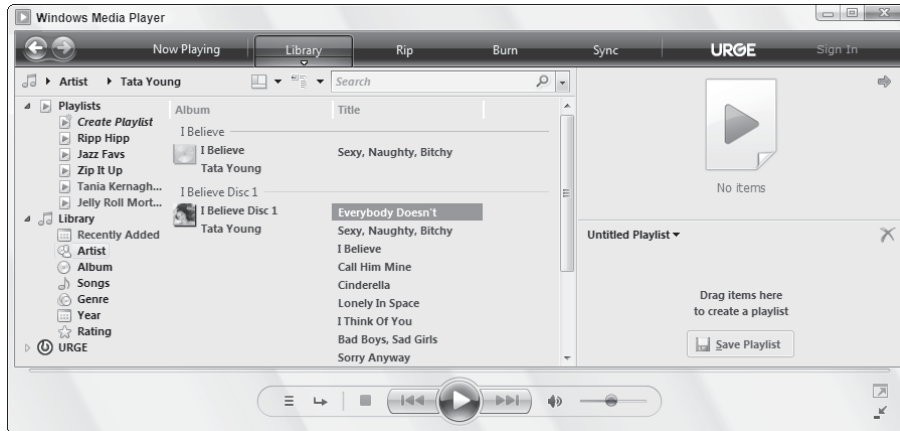 Windows Media Player
Now Playing
Library
Rip
Burn
Sync
URGE
Sign In
Artist
Tata Young
Search
Playlists
Create Playlist
Ripp Hipp
Jazz Favs
Zip It Up
Tania Kernagh...
Jelly Roll Mort...
Library
Recently Added
Artist
Album
Songs
Genre
Year
Rating
URGE
Album
Title
I Believe
I Believe
Sexy, Naughty, Bitchy
Tata Young
I Believe Disc 1
I Believe Disc 1
Everybody Doesn't
Tata Young
Sexy, Naughty, Bitchy
I Believe
Call Him Mine
Cinderella
Lonely In Space
I Think Of You
Bad Boys, Sad Girls
Sorry Anyway
No items
Untitled Playlist
Drag items here
to create a playlist
Save Playlist